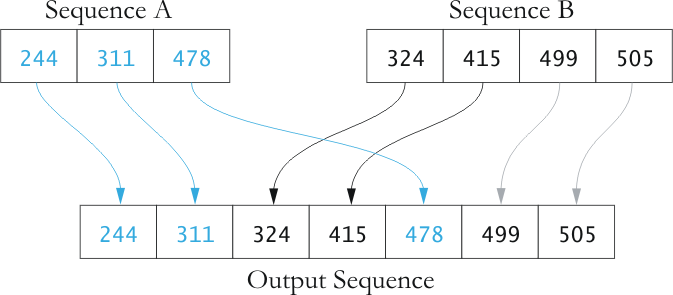 Sequence A Sequence B
244 311 478 324 415 499 505
244 311 324 415 478 499 505
Output Sequence